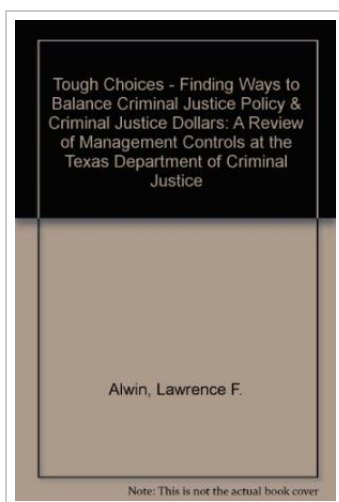 Tough Choices - Finding Ways to
Balance Criminal Justice Policy &
Criminal Justice Dollars: A Review
of Management Controls at the
Texas Department of Criminal
Justice
Alwin, Lawrence F.
Note: This is not the actual book cover